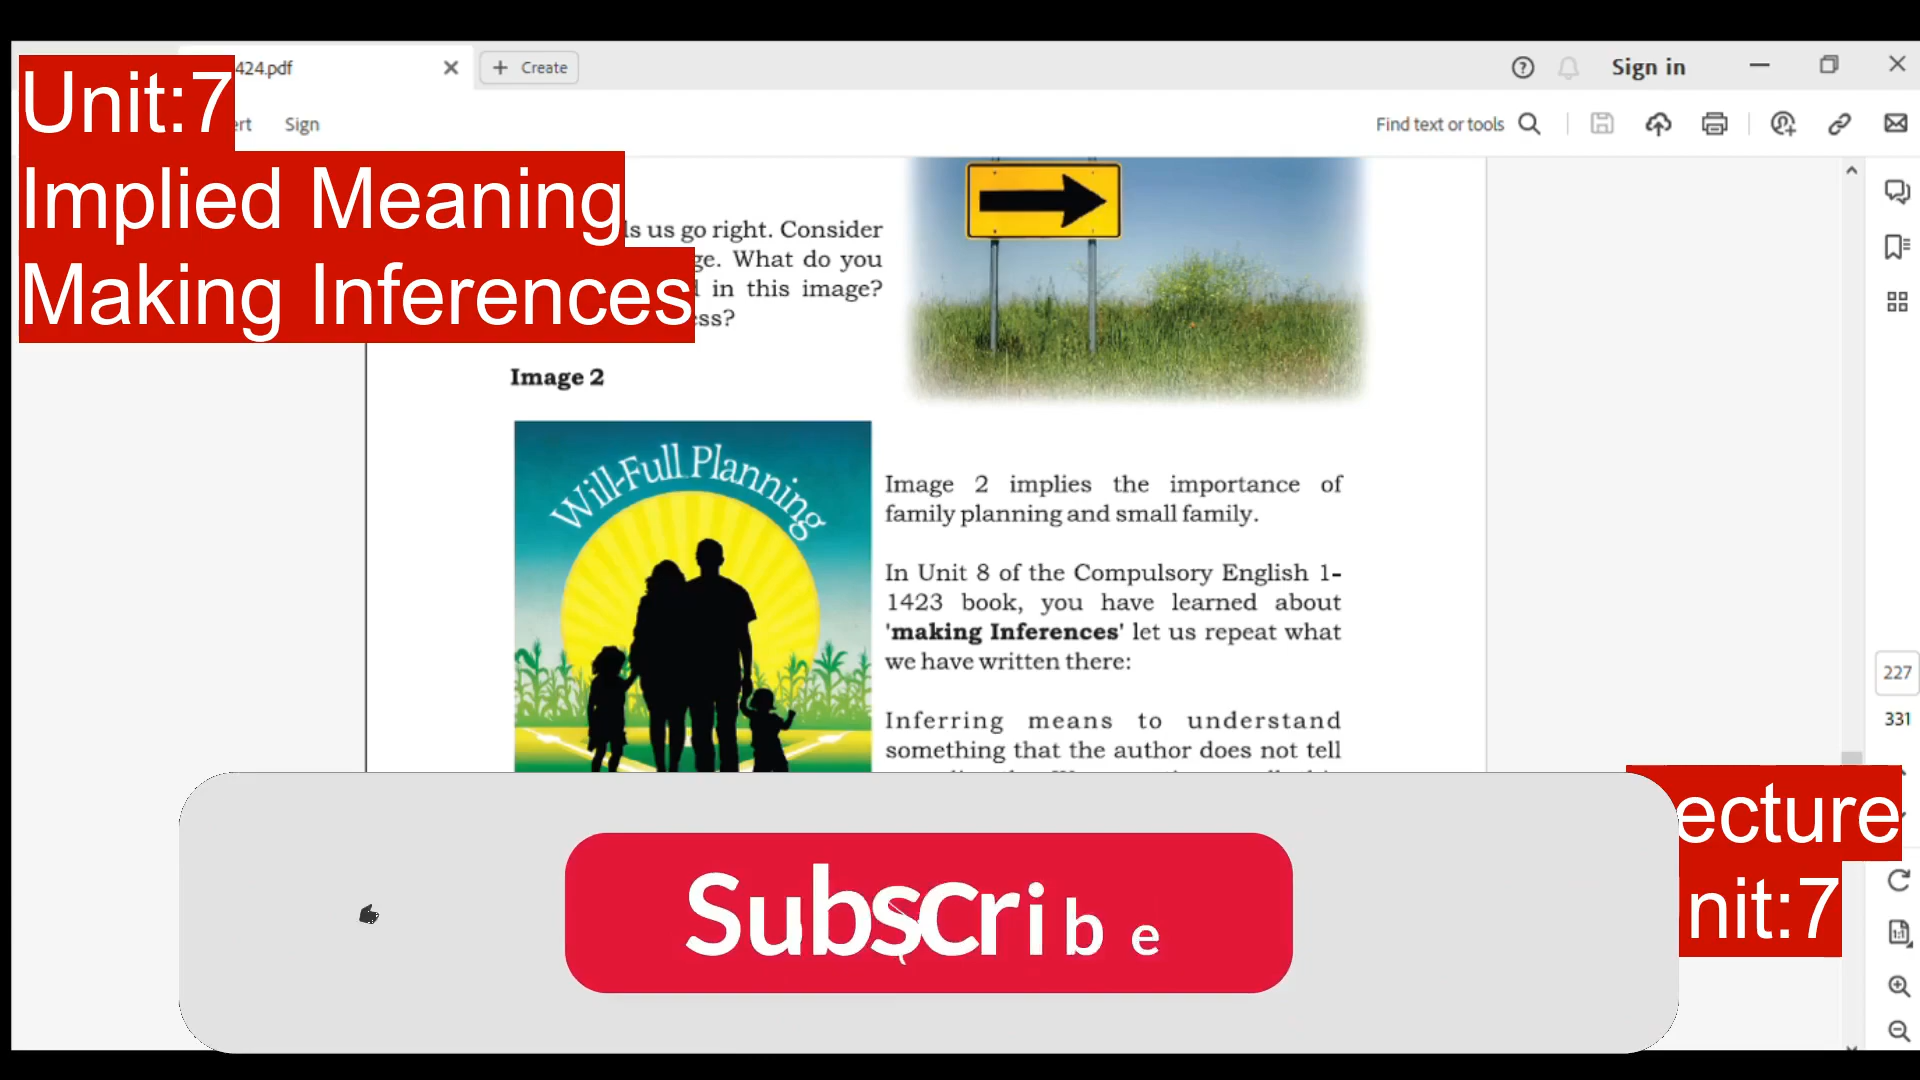 Unit:7
Implied Meaning
Making Inferences
424.pdf
Create
Sign in
Sign
Find text or tools
us go right. Consider
What do you
in this image?
Image 2
Will-Full Planning
Image 2 implies the importance of
family planning and small family.
In Unit 8 of the Compulsory English 1-
1423 book, you have learned about
'making Inferences' let us repeat what
we have written there:
Inferring means to understand
something that the author does not tell
227
331
ecture
nit:7
Subscribe